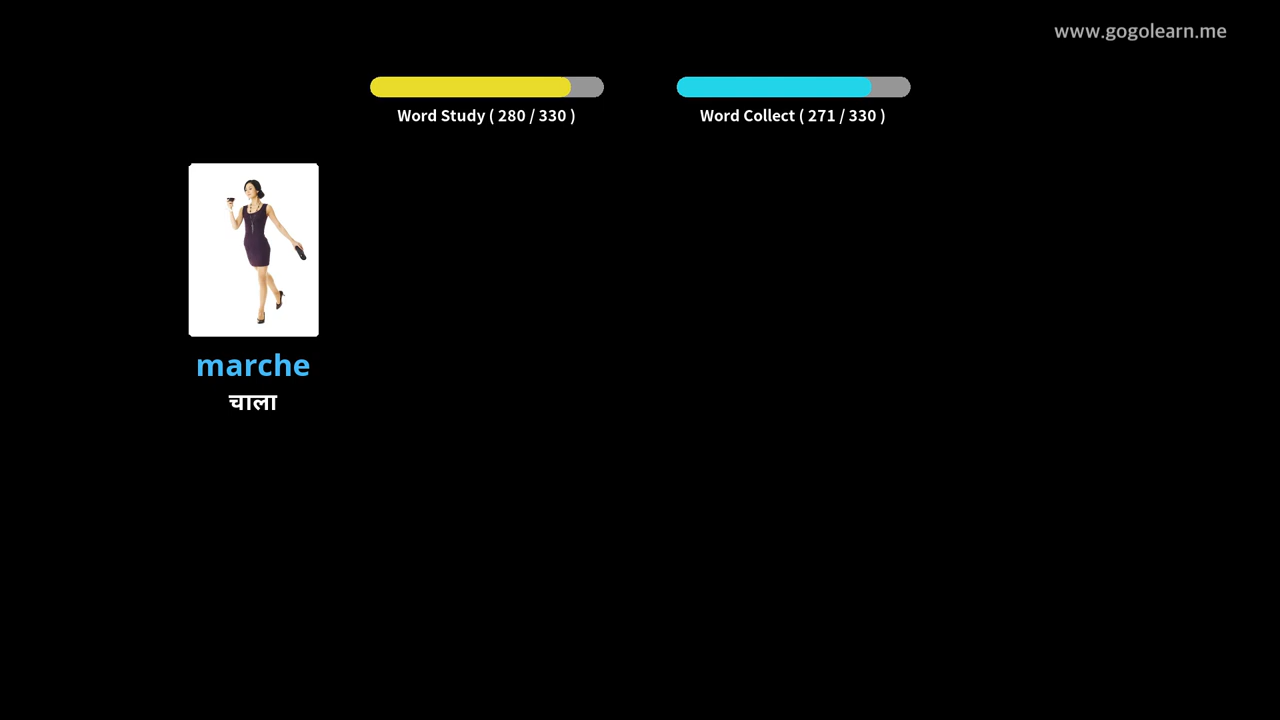 www.gogolearn.me
Word Study ( 280 / 330 )
Word Collect ( 271 / 330 )
marche
चाला